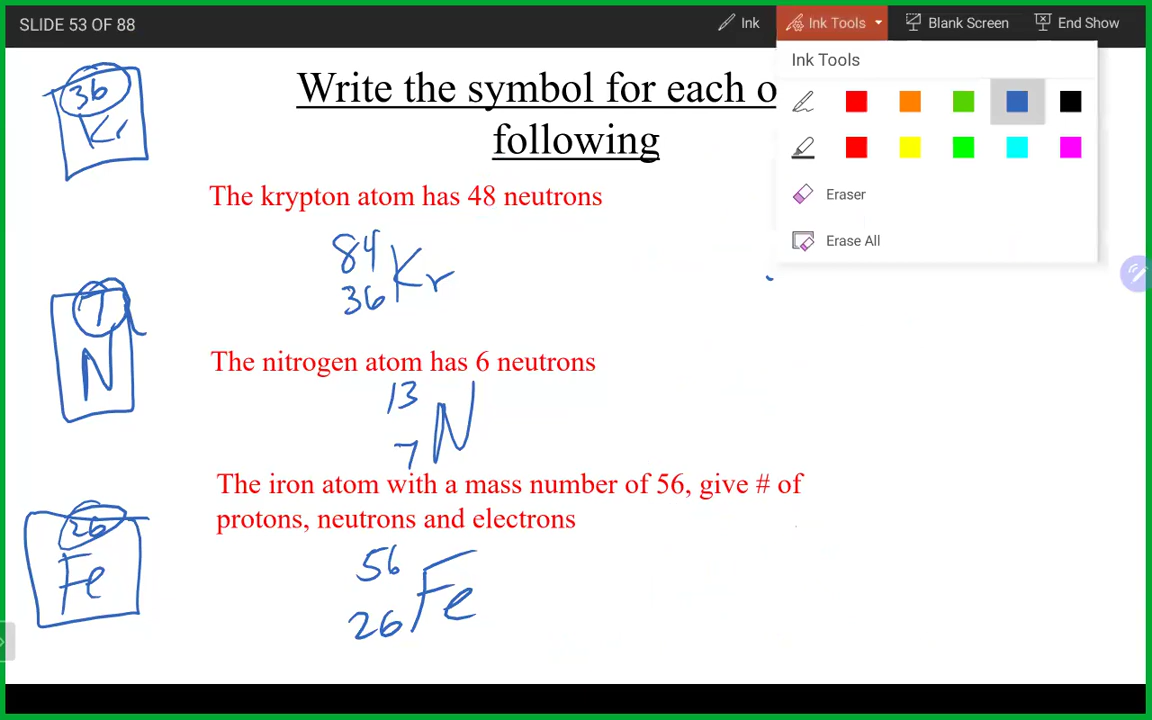 SLIDE 53 OF 88
Ink
Ink Tools
Blank Screen
End Show
Ink Tools
Eraser
Erase All
36
Kr
Write the symbol for each o
following
The krypton atom has 48 neutrons
84
36 Kr
7
N
The nitrogen atom has 6 neutrons
13
7 N
The iron atom with a mass number of 56, give # of
protons, neutrons and electrons
26
Fe
56
26 Fe